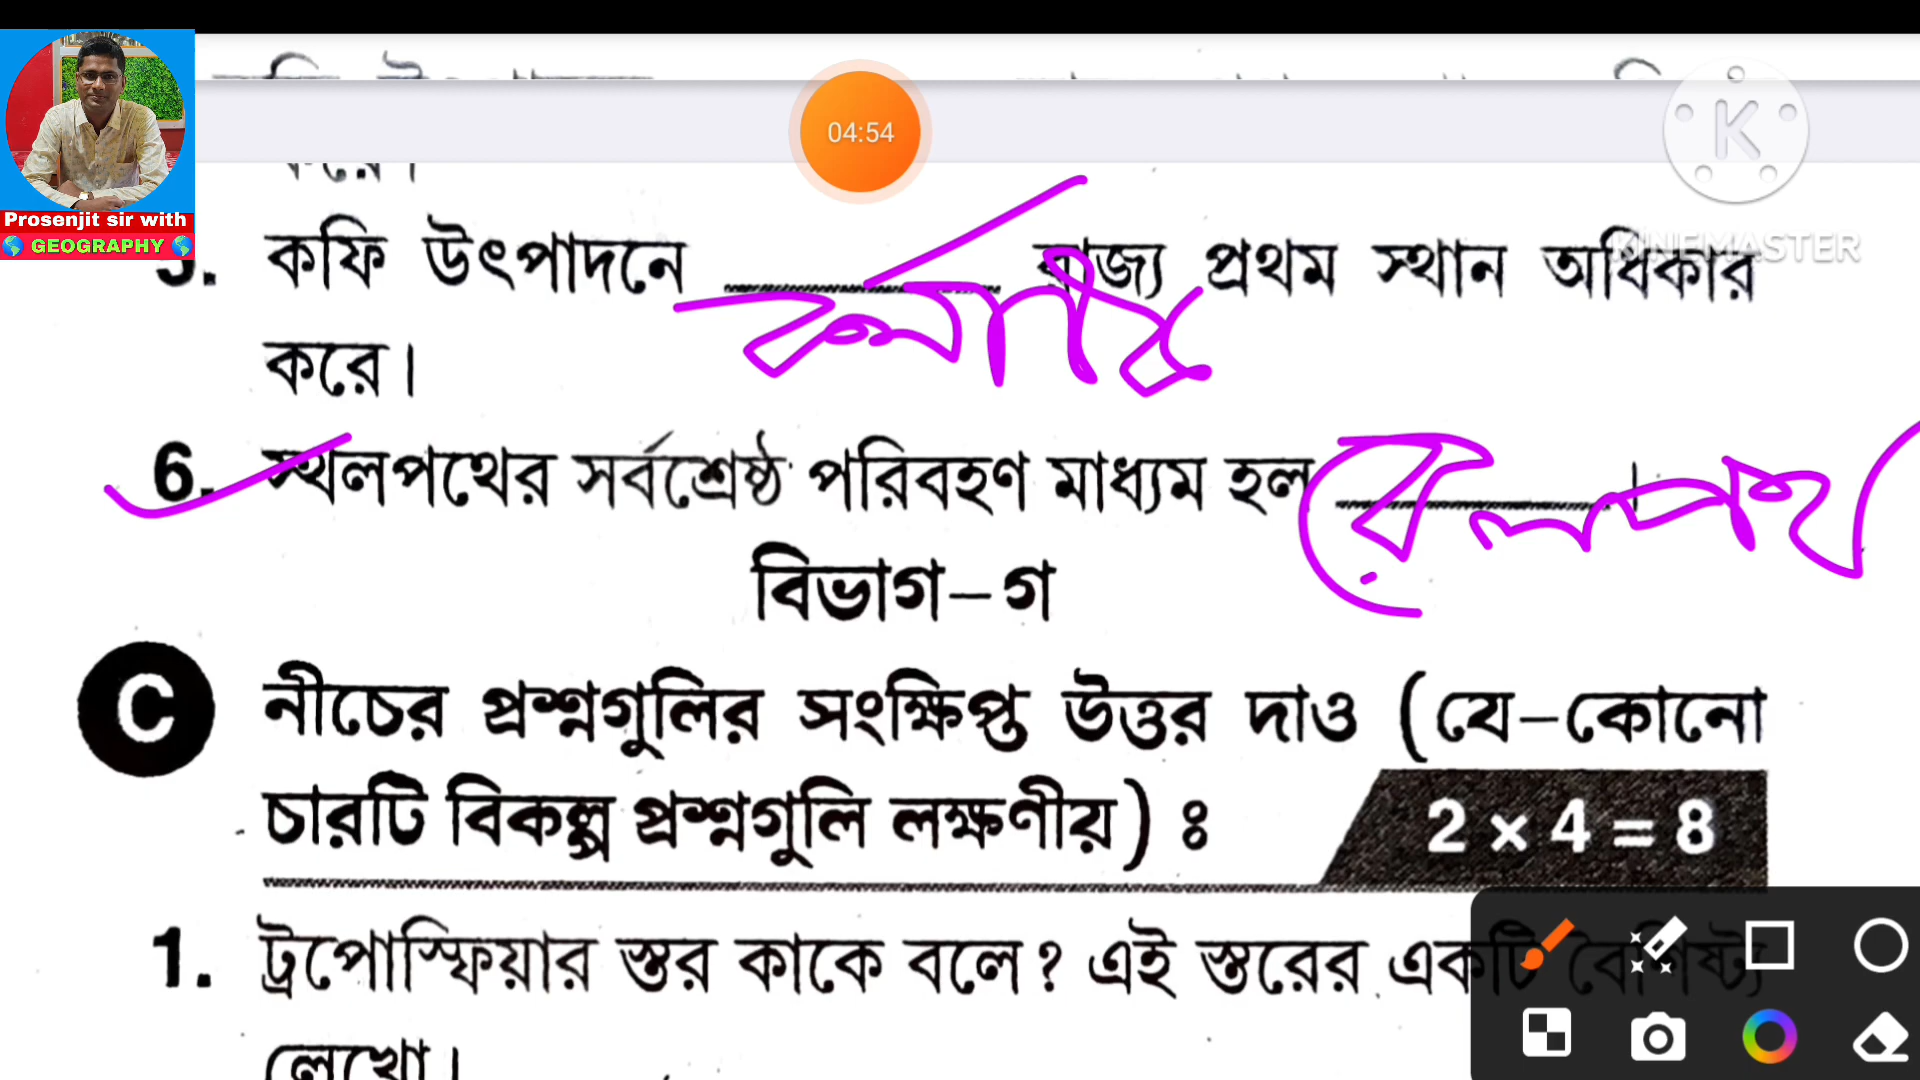 04:54
K
করে।
Prosenjit sir with
🌎 GEOGRAPHY 🌎
KINEMASTER
5. কফি উৎপাদনে ............ রাজ্য প্রথম স্থান অধিকার
করে।
6. স্থলপথের সর্বশ্রেষ্ঠ পরিবহণ মাধ্যম হল ............ ।
রেলপথ
বিভাগ–গ
C নীচের প্রশ্নগুলির সংক্ষিপ্ত উত্তর দাও (যে–কোনো
চারটি বিকল্প প্রশ্নগুলি লক্ষণীয়) ঃ
2 × 4 = 8
1. ট্রপোস্ফিয়ার স্তর কাকে বলে? এই স্তরের একটি বৈশিষ্ট্য
লেখো।